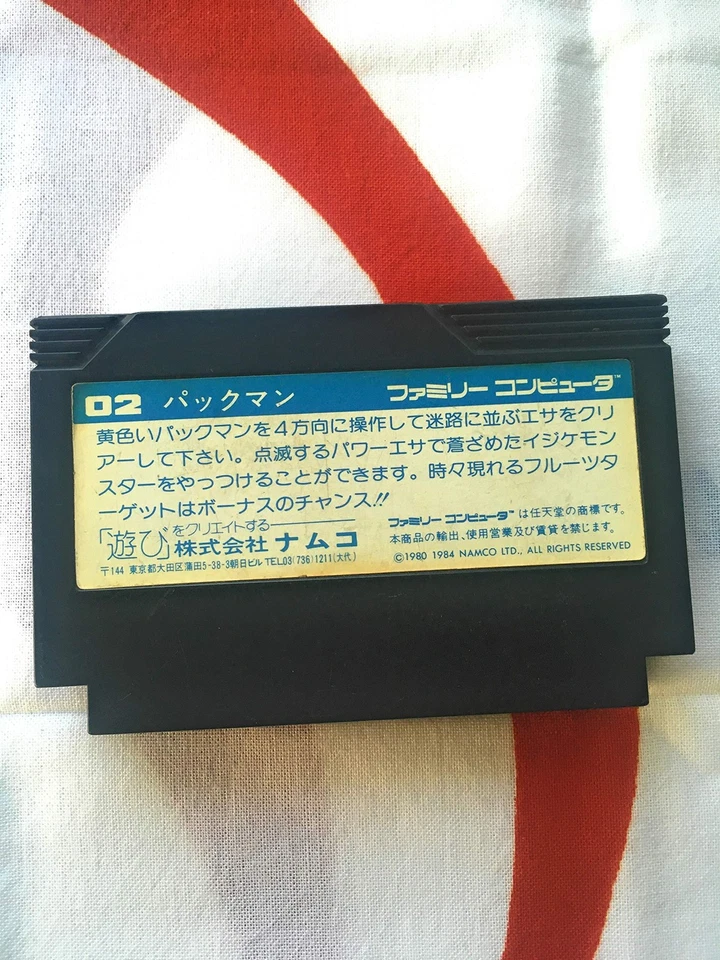 02 パックマン ファミリー コンピュータ™
黄色いパックマンを4方向に操作して迷路に並ぶエサをクリ
アーして下さい。点滅するパワーエサで蒼ざめたイジケモン
スターをやっつけることができます。時々現れるフルーツタ
ーゲットはボーナスのチャンス!!
「遊び」をクリエイトする
株式会社 ナムコ
〒144 東京都大田区蒲田5-38-3朝日ビル TEL.03(736)1211(大代)
ファミリー コンピュータ™ は任天堂の商標です。
本商品の輸出、使用営業及び賃貸を禁じます。
©1980 1984 NAMCO LTD., ALL RIGHTS RESERVED